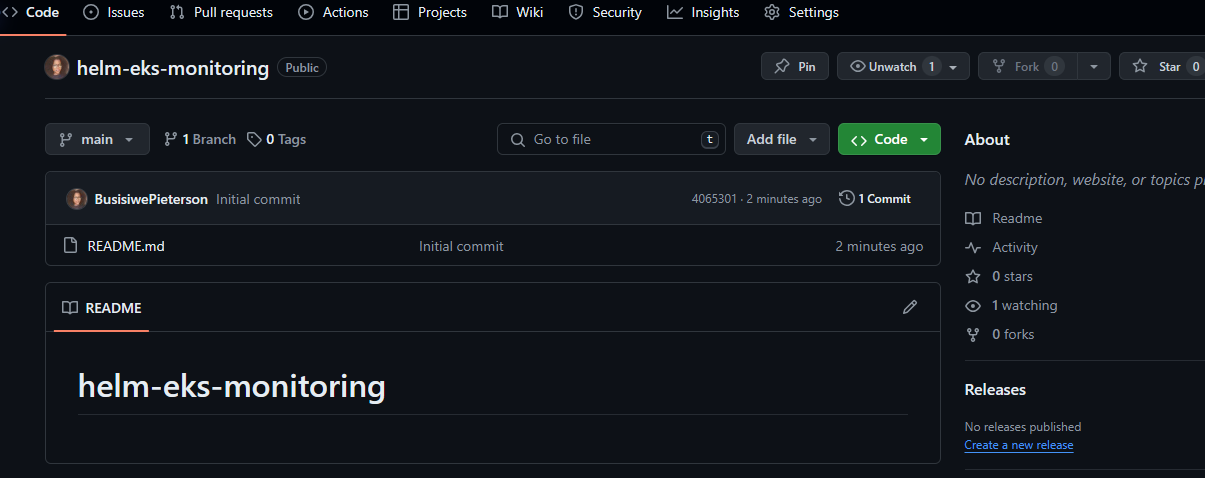 Code Issues Pull requests Actions Projects Wiki Security Insights Settings
helm-eks-monitoring Public Pin Unwatch 1 Fork 0 Star 0
main 1 Branch 0 Tags Go to file t Add file Code
BusisiwePieterson Initial commit 4065301 · 2 minutes ago 1 Commit
README.md Initial commit 2 minutes ago
README
helm-eks-monitoring
About
No description, website, or topics
Readme
Activity
0 stars
1 watching
0 forks
Releases
No releases published
Create a new release